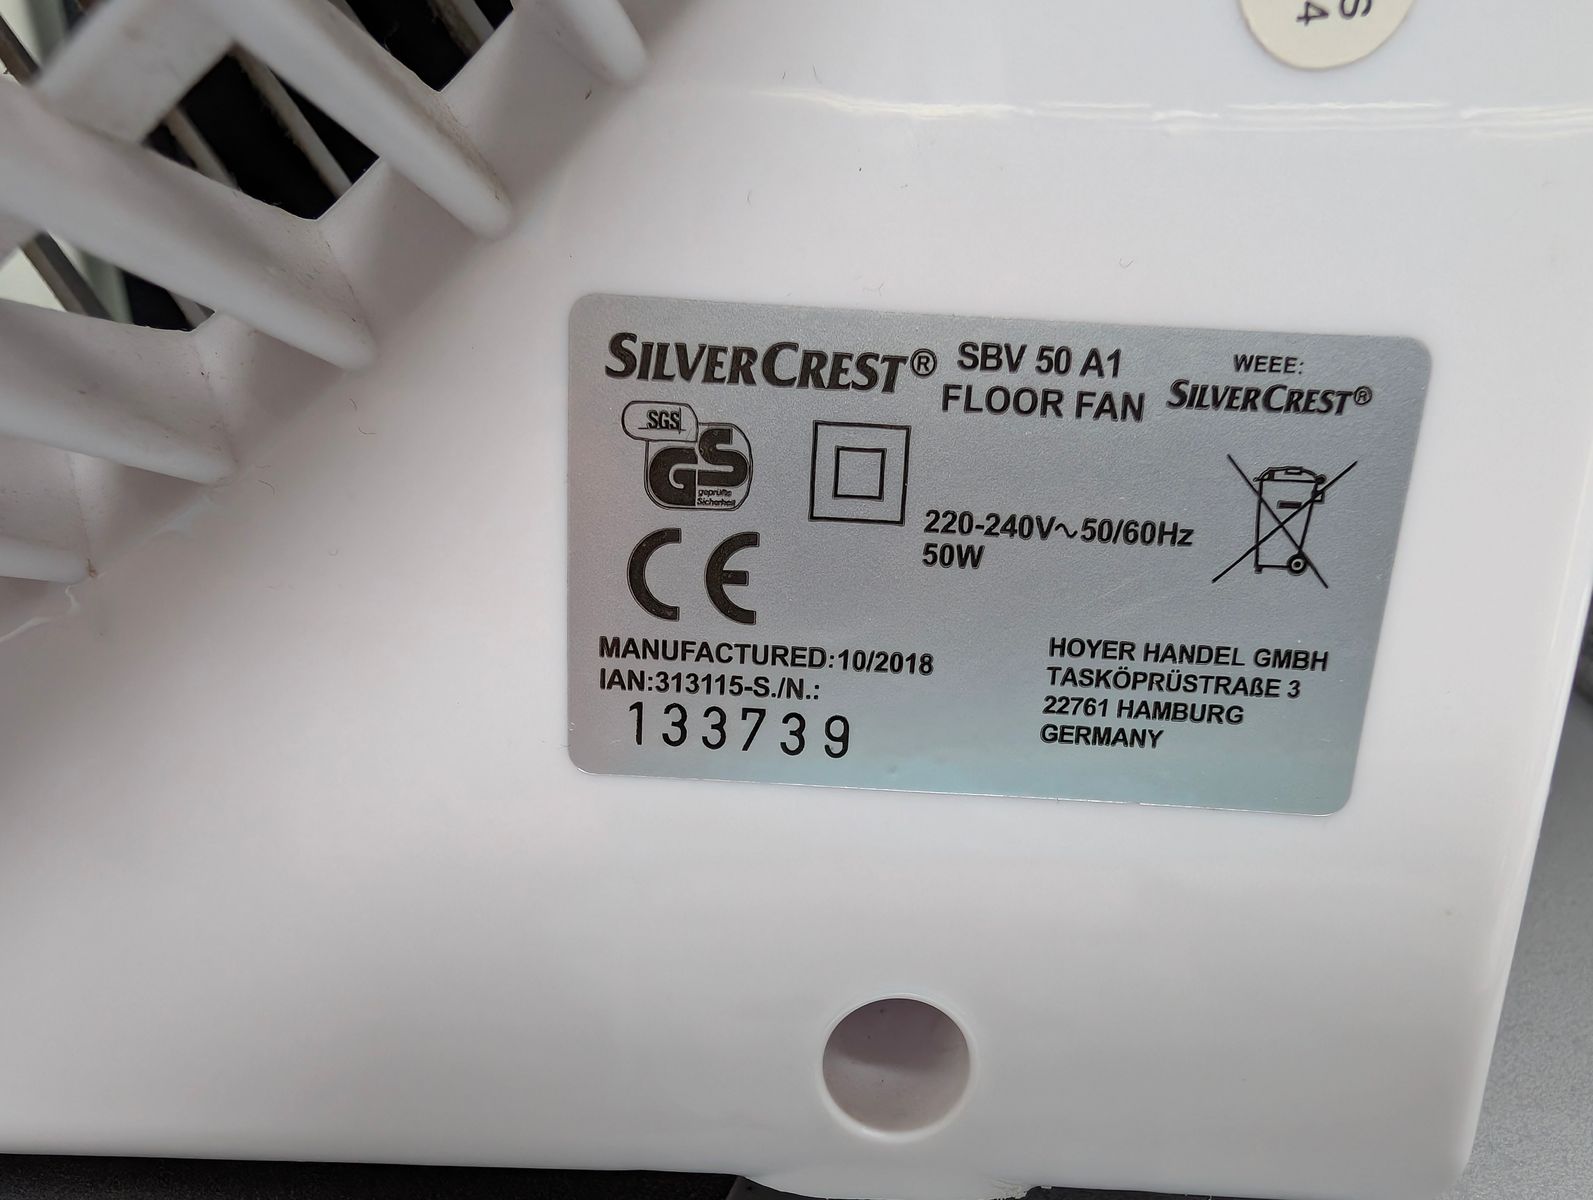 S
4
SILVERCREST® SBV 50 A1
FLOOR FAN
WEEE:
SILVERCREST®
SGS
GS
geprüfte
Sicherheit
220-240V~50/60Hz
50W
CE
MANUFACTURED:10/2018
IAN:313115-S./N.:
133739
HOYER HANDEL GMBH
TASKÖPRÜSTRAßE 3
22761 HAMBURG
GERMANY